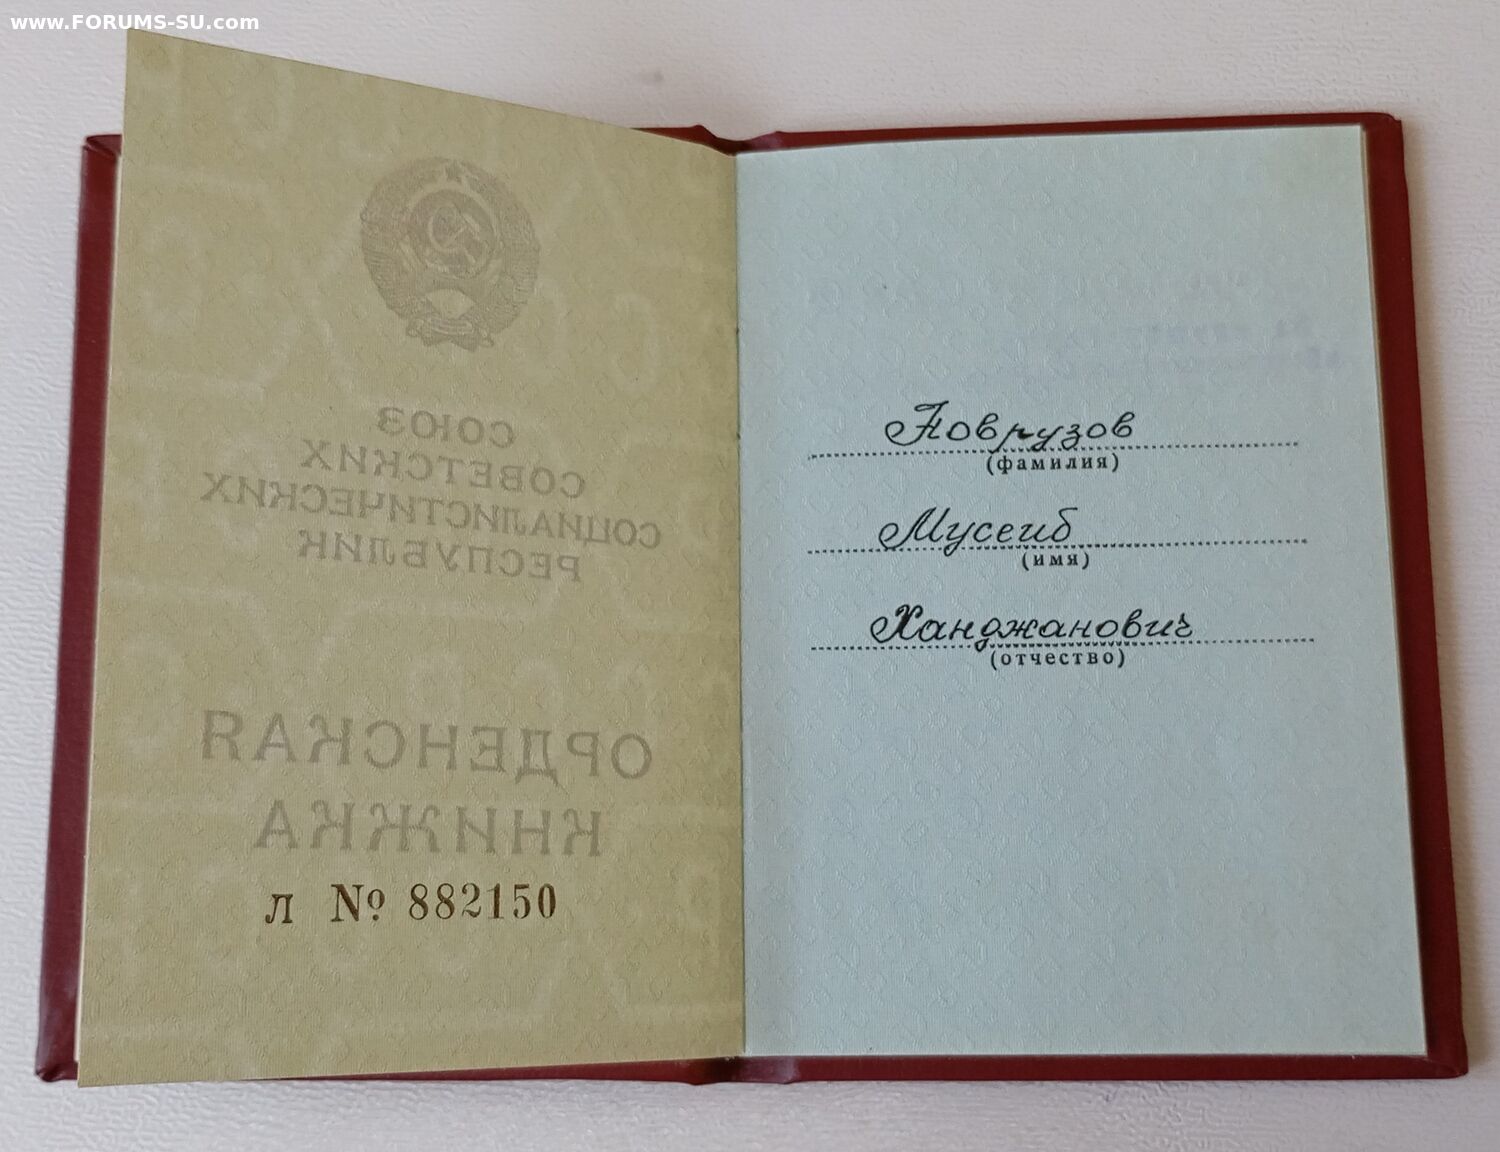 www.FORUMS-SU.com
СОЮЗ
СОВЕТСКИХ
СОЦИАЛИСТИЧЕСКИХ
РЕСПУБЛИК
ОРДЕНСКАЯ
КНИЖКА
Л № 882150
Новрузов
(фамилия)
Мусеиб
(имя)
Ханджанович
(отчество)